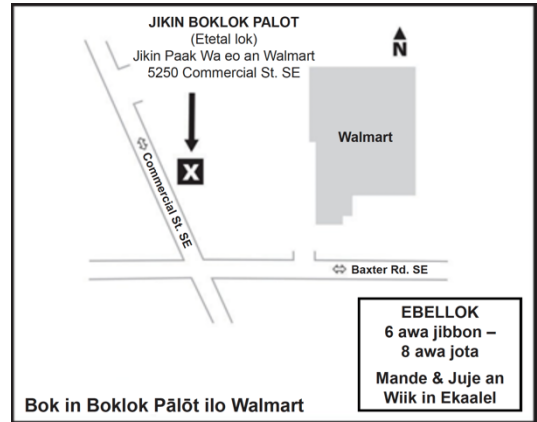 JIKIN BOKLOK PALOT
(Etetal lok)
Jikin Paak Wa eo an Walmart
5250 Commercial St. SE
N
Walmart
X
Commercial St. SE
Baxter Rd. SE
EBELLOK
6 awa jibbon –
8 awa jota
Mande & Juje an
Wiik in Ekaalel
Bok in Boklok Pālōt ilo Walmart